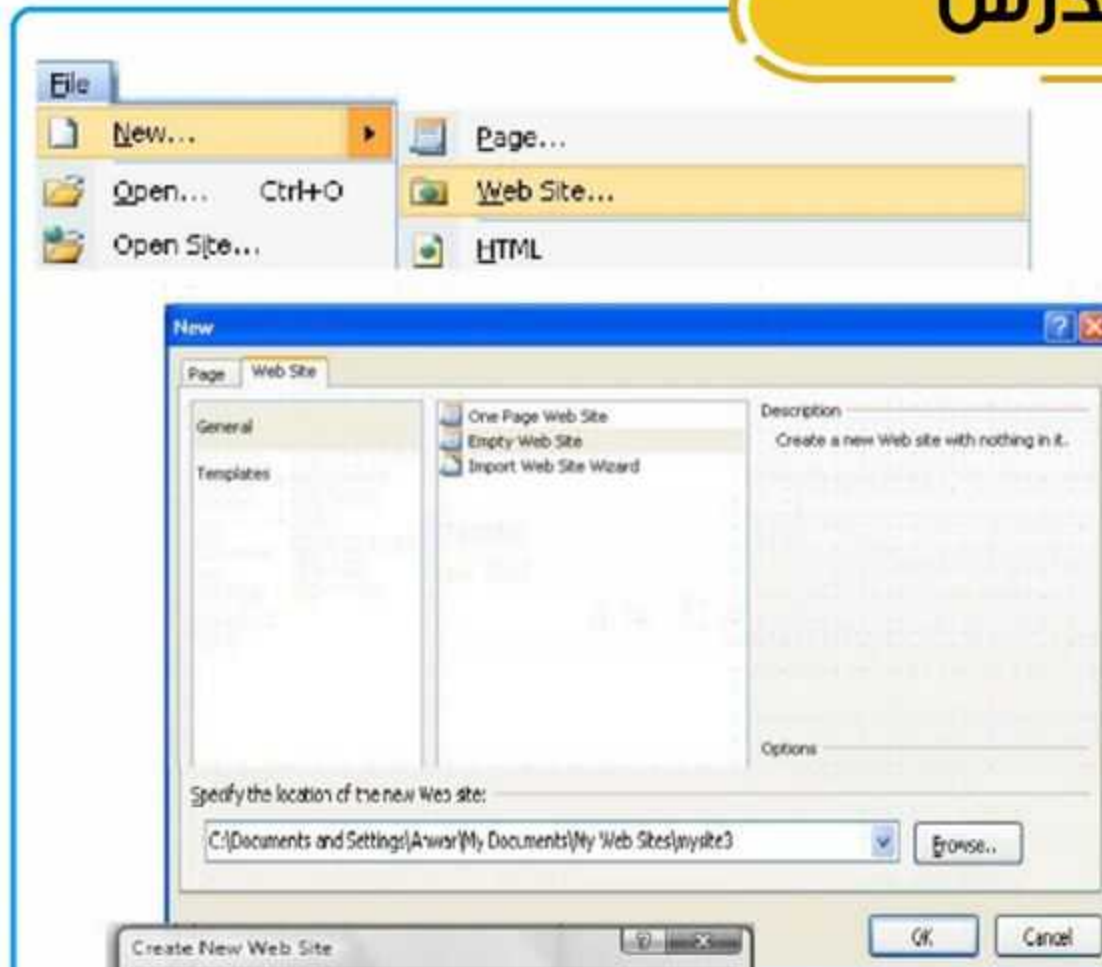 File
New...
Page...
Open... Ctrl+O
Web Site...
Open Site...
HTML
New
Page Web Site
General
Templates
One Page Web Site
Empty Web Site
Import Web Site Wizard
Description
Create a new Web site with nothing in it.
Options
Specify the location of the new Web site:
C:\Documents and Settings\Anwar\My Documents\My Web Sites\mysite3
Browse..
OK Cancel
Create New Web Site